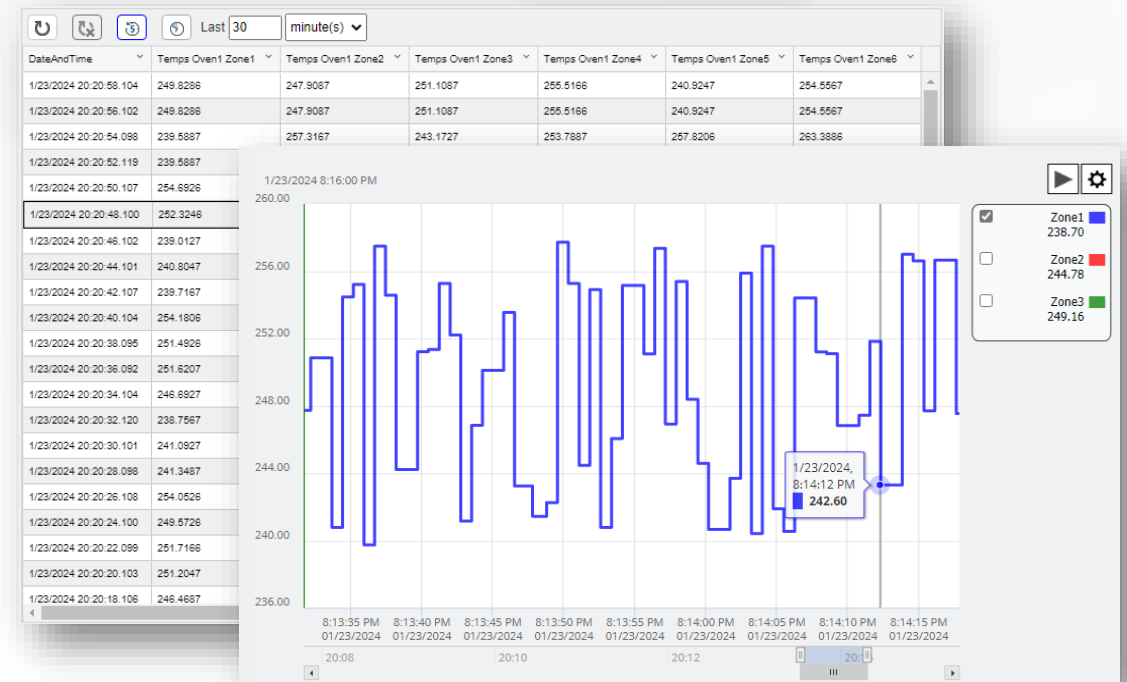 Last 30 minute(s)
DateAndTime Temps Oven1 Zone1 Temps Oven1 Zone2 Temps Oven1 Zone3 Temps Oven1 Zone4 Temps Oven1 Zone5 Temps Oven1 Zone6
1/23/2024 20:20:58.104 249.8286 247.9087 251.1087 255.5166 240.9247 254.5567
1/23/2024 20:20:56.102 249.8286 247.9087 251.1087 255.5166 240.9247 254.5567
1/23/2024 20:20:54.098 239.5887 257.3167 243.1727 253.7887 257.8206 263.3886
1/23/2024 20:20:52.119 239.5887
1/23/2024 20:20:50.107 254.6926
1/23/2024 20:20:48.100 252.3246
1/23/2024 20:20:46.102 239.0127
1/23/2024 20:20:44.101 240.8047
1/23/2024 20:20:42.107 239.7167
1/23/2024 20:20:40.104 254.1806
1/23/2024 20:20:38.095 251.4926
1/23/2024 20:20:36.092 251.6207
1/23/2024 20:20:34.104 246.6927
1/23/2024 20:20:32.120 238.7567
1/23/2024 20:20:30.101 241.0927
1/23/2024 20:20:28.098 241.3487
1/23/2024 20:20:26.108 254.0526
1/23/2024 20:20:24.100 249.5726
1/23/2024 20:20:22.099 251.7166
1/23/2024 20:20:20.103 251.2047
1/23/2024 20:20:18.106 246.4687
1/23/2024 8:16:00 PM
260.00
256.00
252.00
248.00
244.00
240.00
236.00
1/23/2024,
8:14:12 PM
242.60
8:13:35 PM 8:13:40 PM 8:13:45 PM 8:13:50 PM 8:13:55 PM 8:14:00 PM 8:14:05 PM 8:14:10 PM 8:14:15 PM
01/23/2024 01/23/2024 01/23/2024 01/23/2024 01/23/2024 01/23/2024 01/23/2024 01/23/2024 01/23/2024
20:08 20:10 20:12
Zone1
238.70
Zone2
244.78
Zone3
249.16